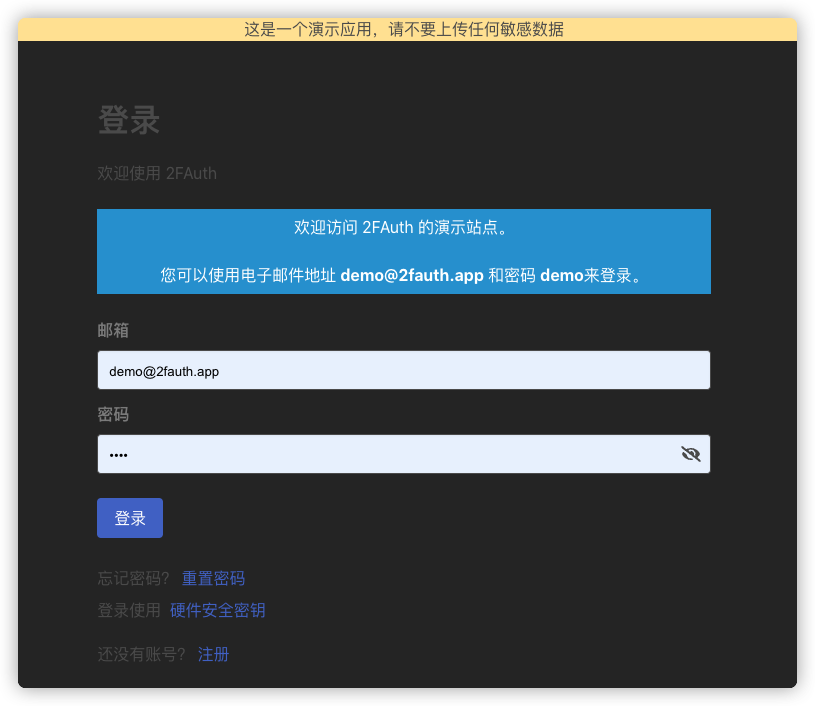 这是一个演示应用，请不要上传任何敏感数据
登录
欢迎使用 2FAuth
欢迎访问 2FAuth 的演示站点。
您可以使用电子邮件地址 demo@2fauth.app 和密码 demo来登录。
邮箱
demo@2fauth.app
密码
••••
登录
忘记密码？ 重置密码
登录使用 硬件安全密钥
还没有账号？ 注册